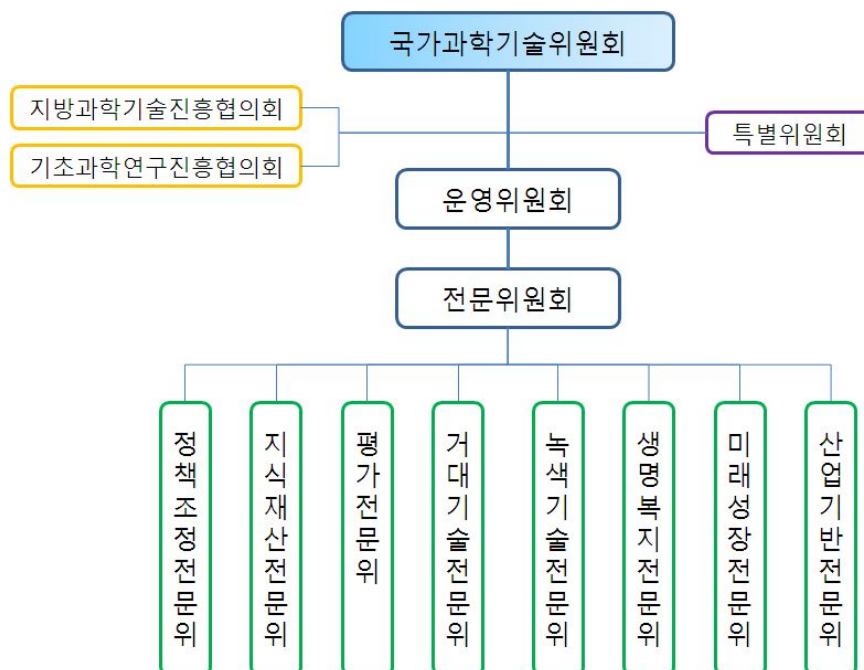 국가과학기술위원회
지방과학기술진흥협의회
특별위원회
기초과학연구진흥협의회
운영위원회
전문위원회
정책조정전문위
지식재산전문위
평가전문위
거대기술전문위
녹색기술전문위
생명복지전문위
미래성장전문위
산업기반전문위